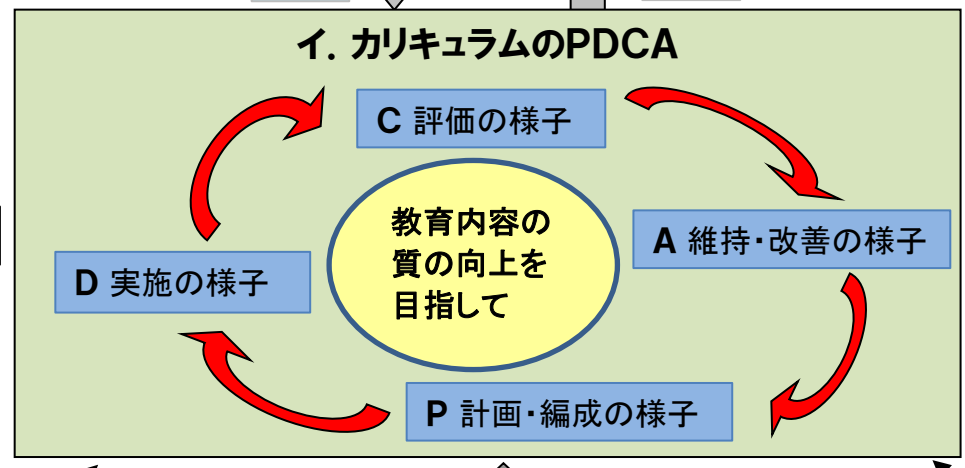 イ. カリキュラムのPDCA
C 評価の様子
教育内容の
質の向上を
目指して
A 維持・改善の様子
D 実施の様子
P 計画・編成の様子